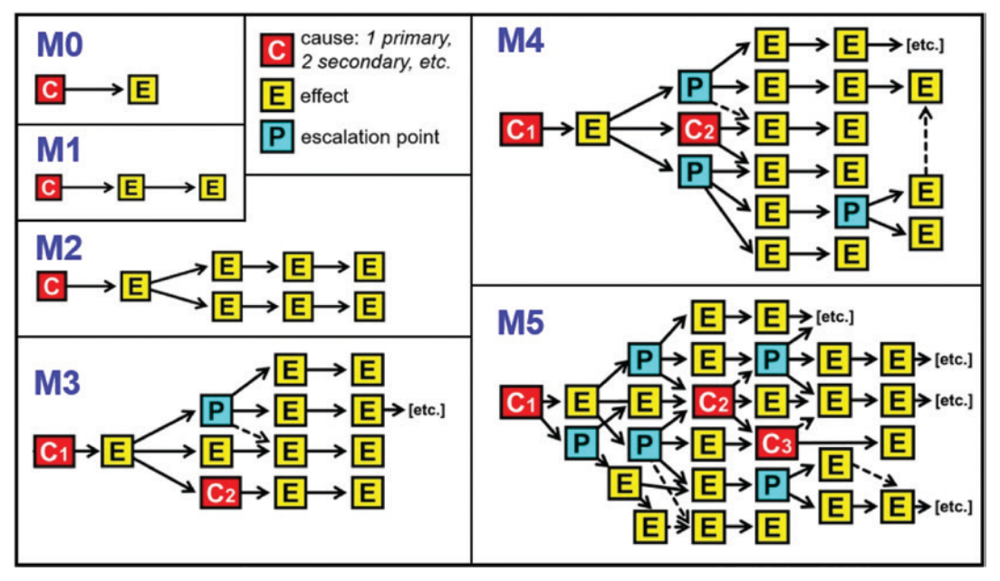 M0
C E
C cause: 1 primary,
2 secondary, etc.
E effect
P escalation point
M1
C E E
M2
E E E
C E
E E E
M3
E E
P E E [etc.]
C1 E E E E
C2 E E
M4
E E [etc.]
P E E E
C1 E C2 E E
P E E
E
E P
E
E E
M5
E E [etc.]
P E P E E [etc.]
C1 E E C2 E E E [etc.]
P P E C3 E
E
E E P
E E [etc.]
E E E